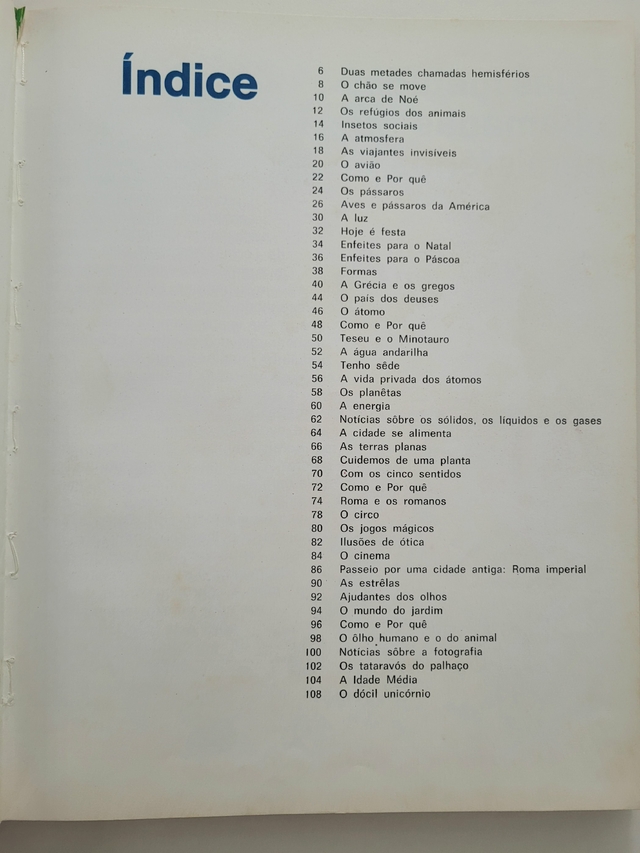 Índice
6 Duas metades chamadas hemisférios
8 O chão se move
10 A arca de Noé
12 Os refúgios dos animais
14 Insetos sociais
16 A atmosfera
18 As viajantes invisíveis
20 O avião
22 Como e Por quê
24 Os pássaros
26 Aves e pássaros da América
30 A luz
32 Hoje é festa
34 Enfeites para o Natal
36 Enfeites para o Páscoa
38 Formas
40 A Grécia e os gregos
44 O país dos deuses
46 O átomo
48 Como e Por quê
50 Teseu e o Minotauro
52 A água andarilha
54 Tenho sêde
56 A vida privada dos átomos
58 Os planêtas
60 A energia
62 Notícias sôbre os sólidos, os líquidos e os gases
64 A cidade se alimenta
66 As terras planas
68 Cuidemos de uma planta
70 Com os cinco sentidos
72 Como e Por quê
74 Roma e os romanos
78 O circo
80 Os jogos mágicos
82 Ilusões de ótica
84 O cinema
86 Passeio por uma cidade antiga: Roma imperial
90 As estrêlas
92 Ajudantes dos olhos
94 O mundo do jardim
96 Como e Por quê
98 O ôlho humano e o do animal
100 Notícias sôbre a fotografia
102 Os tataravós do palhaço
104 A Idade Média
108 O dócil unicórnio